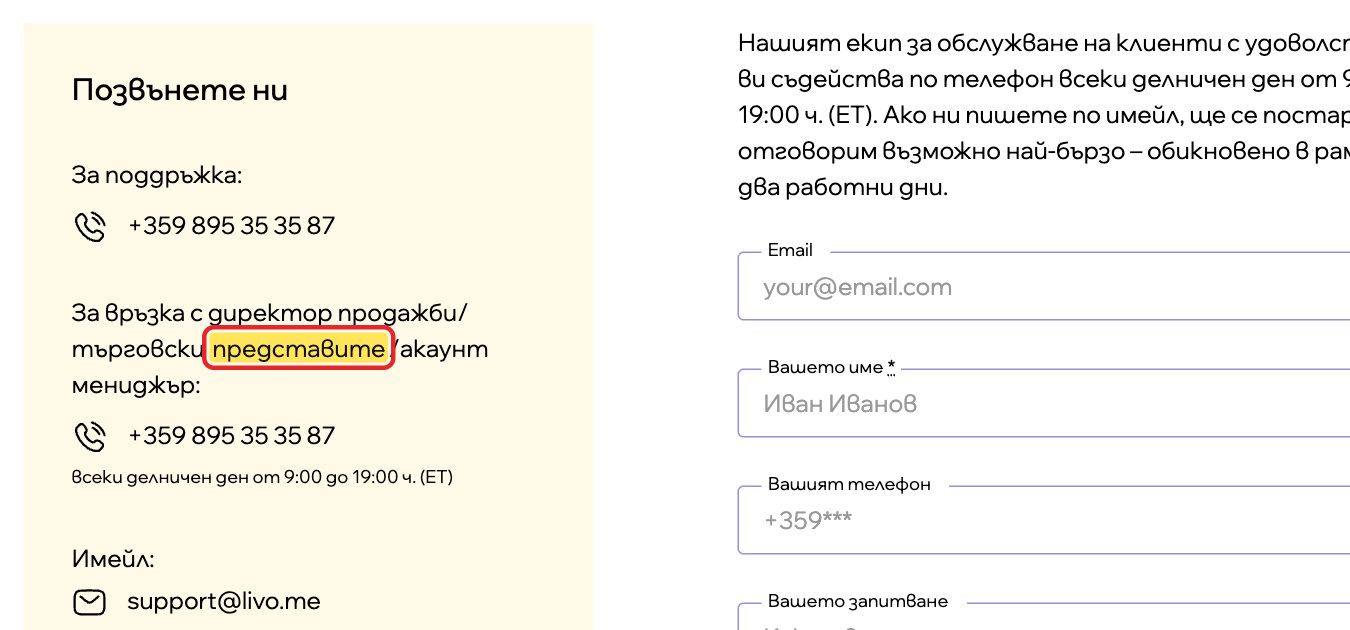 Позвънете ни
За поддръжка:
+359 895 35 35 87
За връзка с директор продажби/
търговски представите/акаунт
мениджър:
+359 895 35 35 87
всеки делничен ден от 9:00 до 19:00 ч. (ET)
Имейл:
support@livo.me
Нашият екип за обслужване на клиенти с
ви съдейства по телефон всеки делничен ден от
19:00 ч. (ET). Ако ни пишете по имейл, ще се
отговорим възможно най-бързо – обикновено в
два работни дни.
Email
your@email.com
Вашето име *
Иван Иванов
Вашият телефон
+359***
Вашето запитване